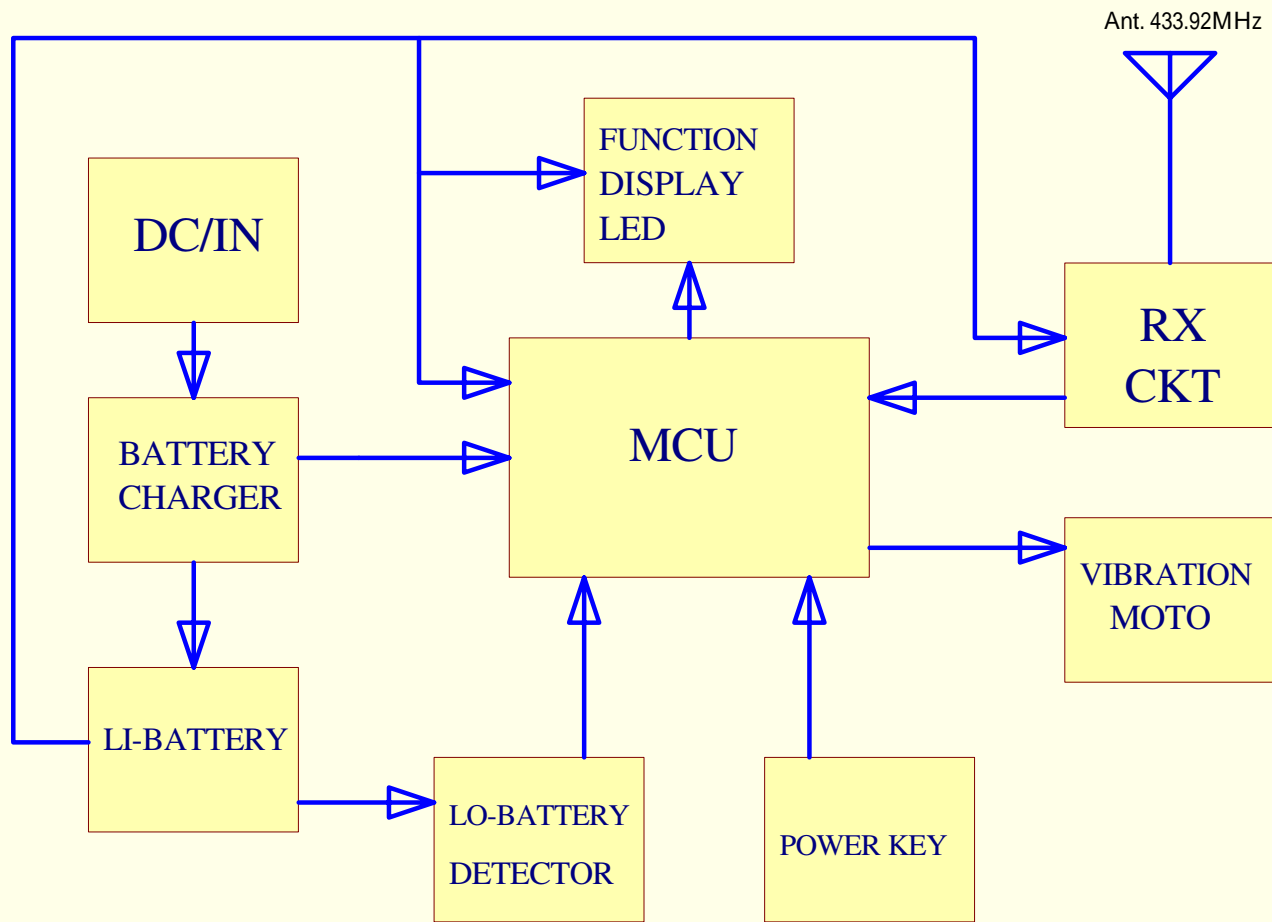 Ant. 433.92MHz
FUNCTION
DISPLAY
LED
DC/IN
RX
CKT
MCU
BATTERY
CHARGER
VIBRATION
MOTO
LI-BATTERY
LO-BATTERY
DETECTOR
POWER KEY